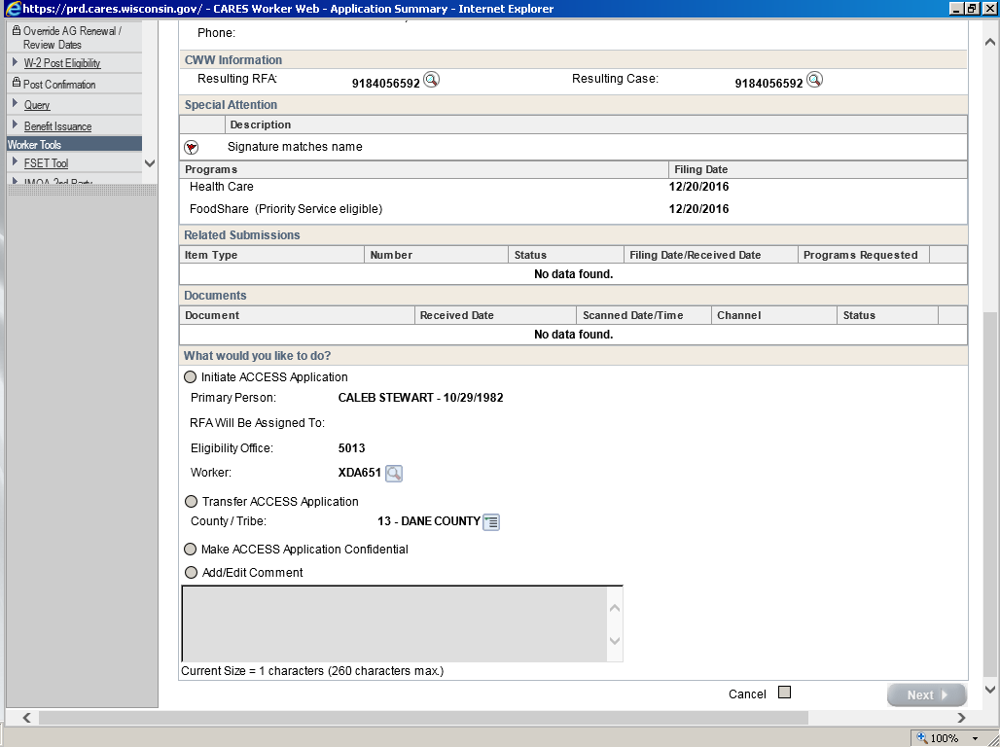 https://prd.cares.wisconsin.gov/ - CARES Worker Web - Application Summary - Internet Explorer
Override AG Renewal /
Review Dates
W-2 Post Eligibility
Post Confirmation
Query
Benefit Issuance
Worker Tools
FSET Tool
Phone:
CWW Information
Resulting RFA: 9184056592 Resulting Case: 9184056592
Special Attention
Description
Signature matches name
Programs Filing Date
Health Care 12/20/2016
FoodShare (Priority Service eligible) 12/20/2016
Related Submissions
Item Type Number Status Filing Date/Received Date Programs Requested
No data found.
Documents
Document Received Date Scanned Date/Time Channel Status
No data found.
What would you like to do?
Initiate ACCESS Application
Primary Person: CALEB STEWART - 10/29/1982
RFA Will Be Assigned To:
Eligibility Office: 5013
Worker: XDA651
Transfer ACCESS Application
County / Tribe: 13 - DANE COUNTY
Make ACCESS Application Confidential
Add/Edit Comment
Current Size = 1 characters (260 characters max.)
Cancel Next
100%